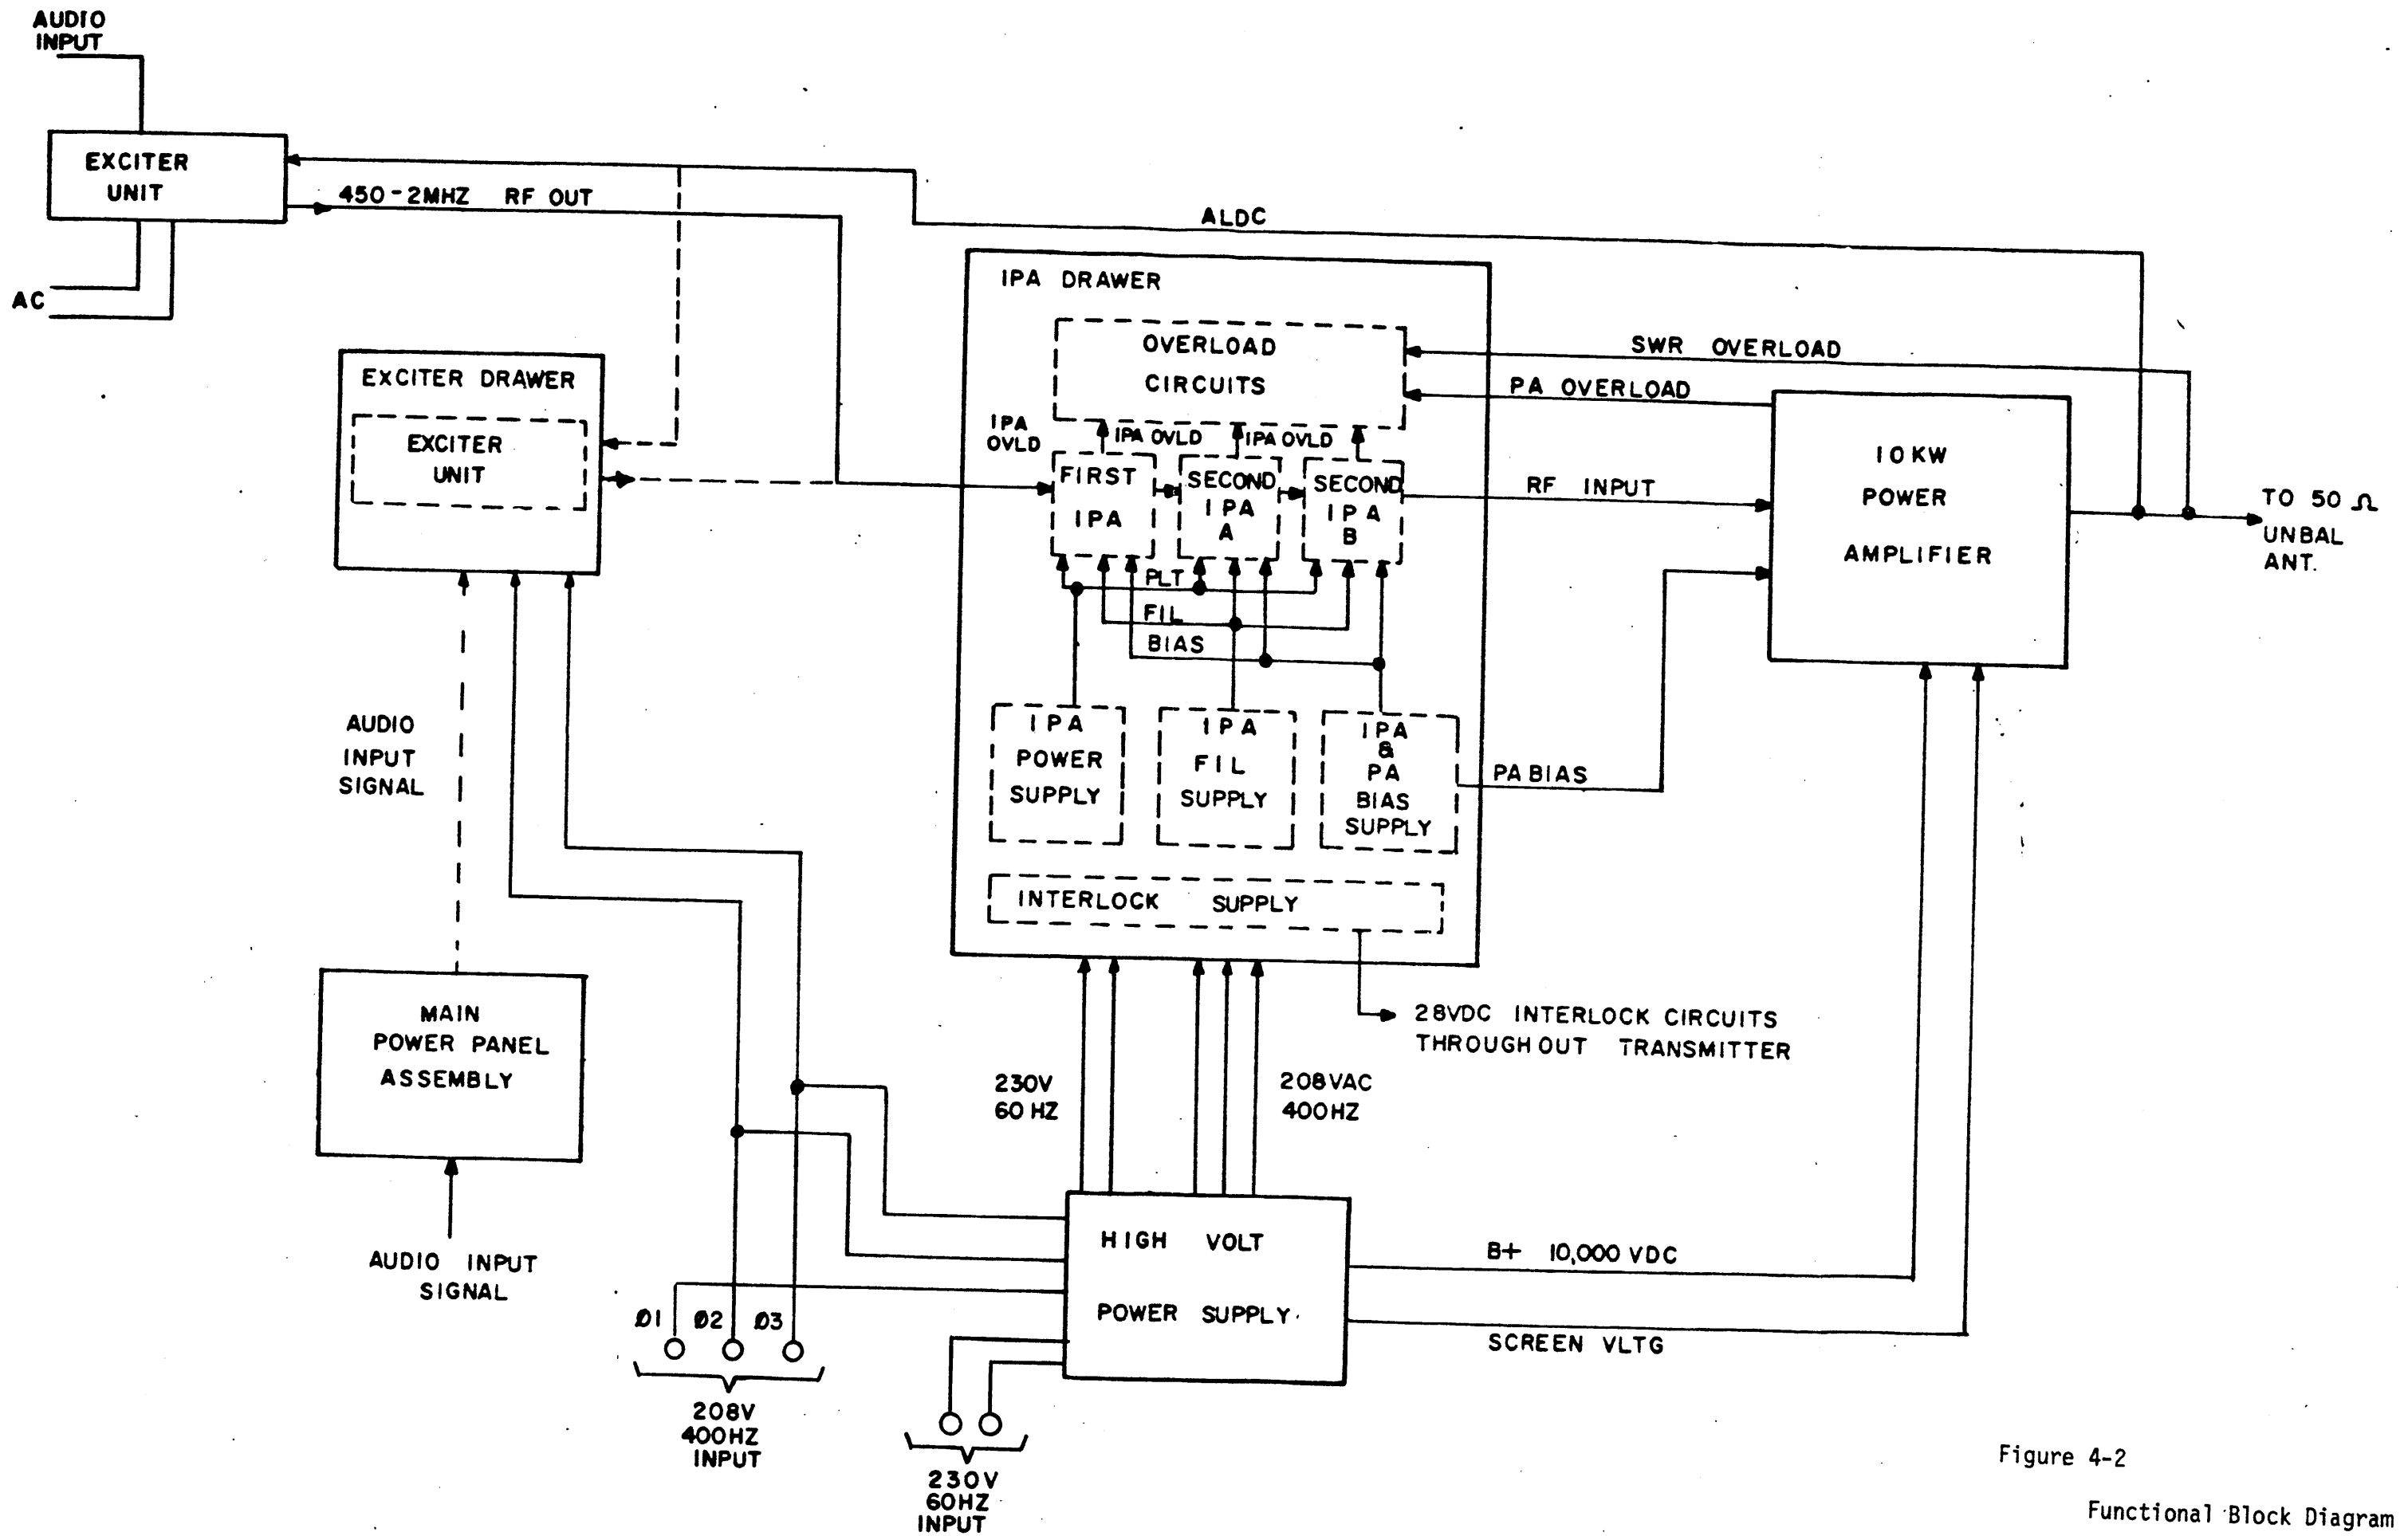 AUDIO
INPUT
EXCITER
UNIT
450-2MHZ RF OUT
AC
ALDC
IPA DRAWER
OVERLOAD
CIRCUITS
SWR OVERLOAD
PA OVERLOAD
EXCITER DRAWER
EXCITER
UNIT
IPA
OVLD
IPA OVLD
IPA OVLD
FIRST
IPA
SECOND
IPA
A
SECOND
IPA
B
RF INPUT
10KW
POWER
AMPLIFIER
TO 50 Ω
UNBAL
ANT.
PLT
FIL
BIAS
AUDIO
INPUT
SIGNAL
IPA
POWER
SUPPLY
IPA
FIL
SUPPLY
IPA
&
PA
BIAS
SUPPLY
PA BIAS
INTERLOCK SUPPLY
MAIN
POWER PANEL
ASSEMBLY
28VDC INTERLOCK CIRCUITS
THROUGHOUT TRANSMITTER
230V
60HZ
208VAC
400HZ
AUDIO INPUT
SIGNAL
HIGH VOLT
POWER SUPPLY
B+ 10,000 VDC
SCREEN VLTG
Ø1 Ø2 Ø3
208V
400HZ
INPUT
230V
60HZ
INPUT
Figure 4-2
Functional Block Diagram